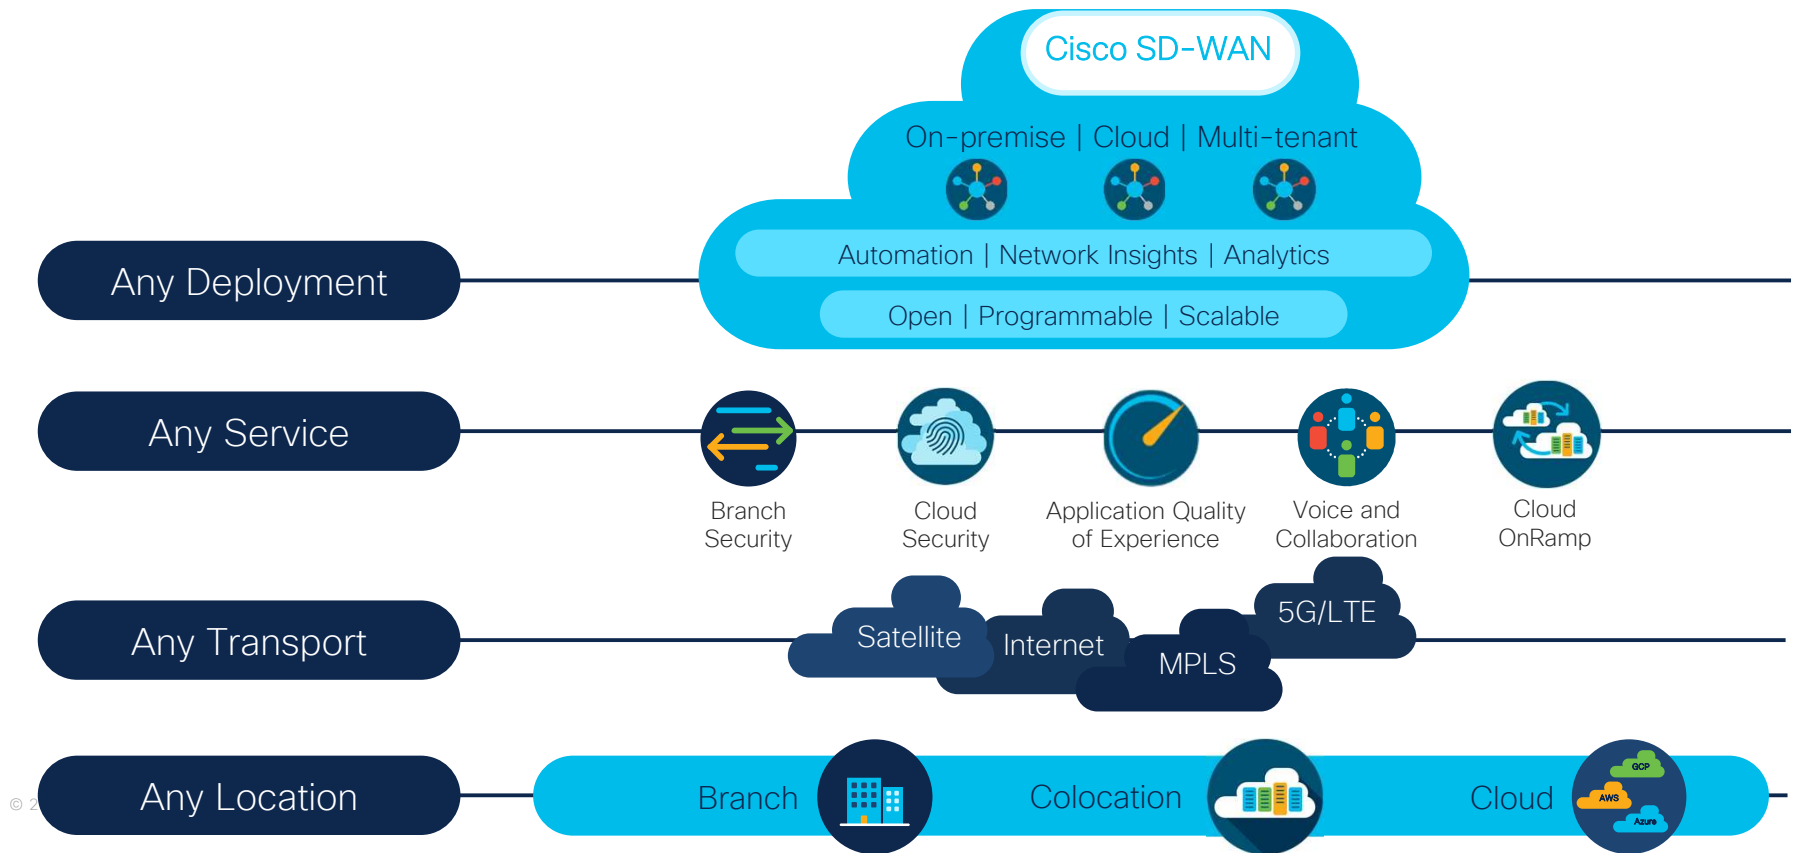 Cisco SD-WAN
On-premise | Cloud | Multi-tenant
Automation | Network Insights | Analytics
Open | Programmable | Scalable
Any Deployment
Any Service
Branch
Security
Cloud
Security
Application Quality
of Experience
Voice and
Collaboration
Cloud
OnRamp
Any Transport
Satellite
Internet
MPLS
5G/LTE
Any Location
Branch
Colocation
Cloud
GCP
AWS
Azure
© 2